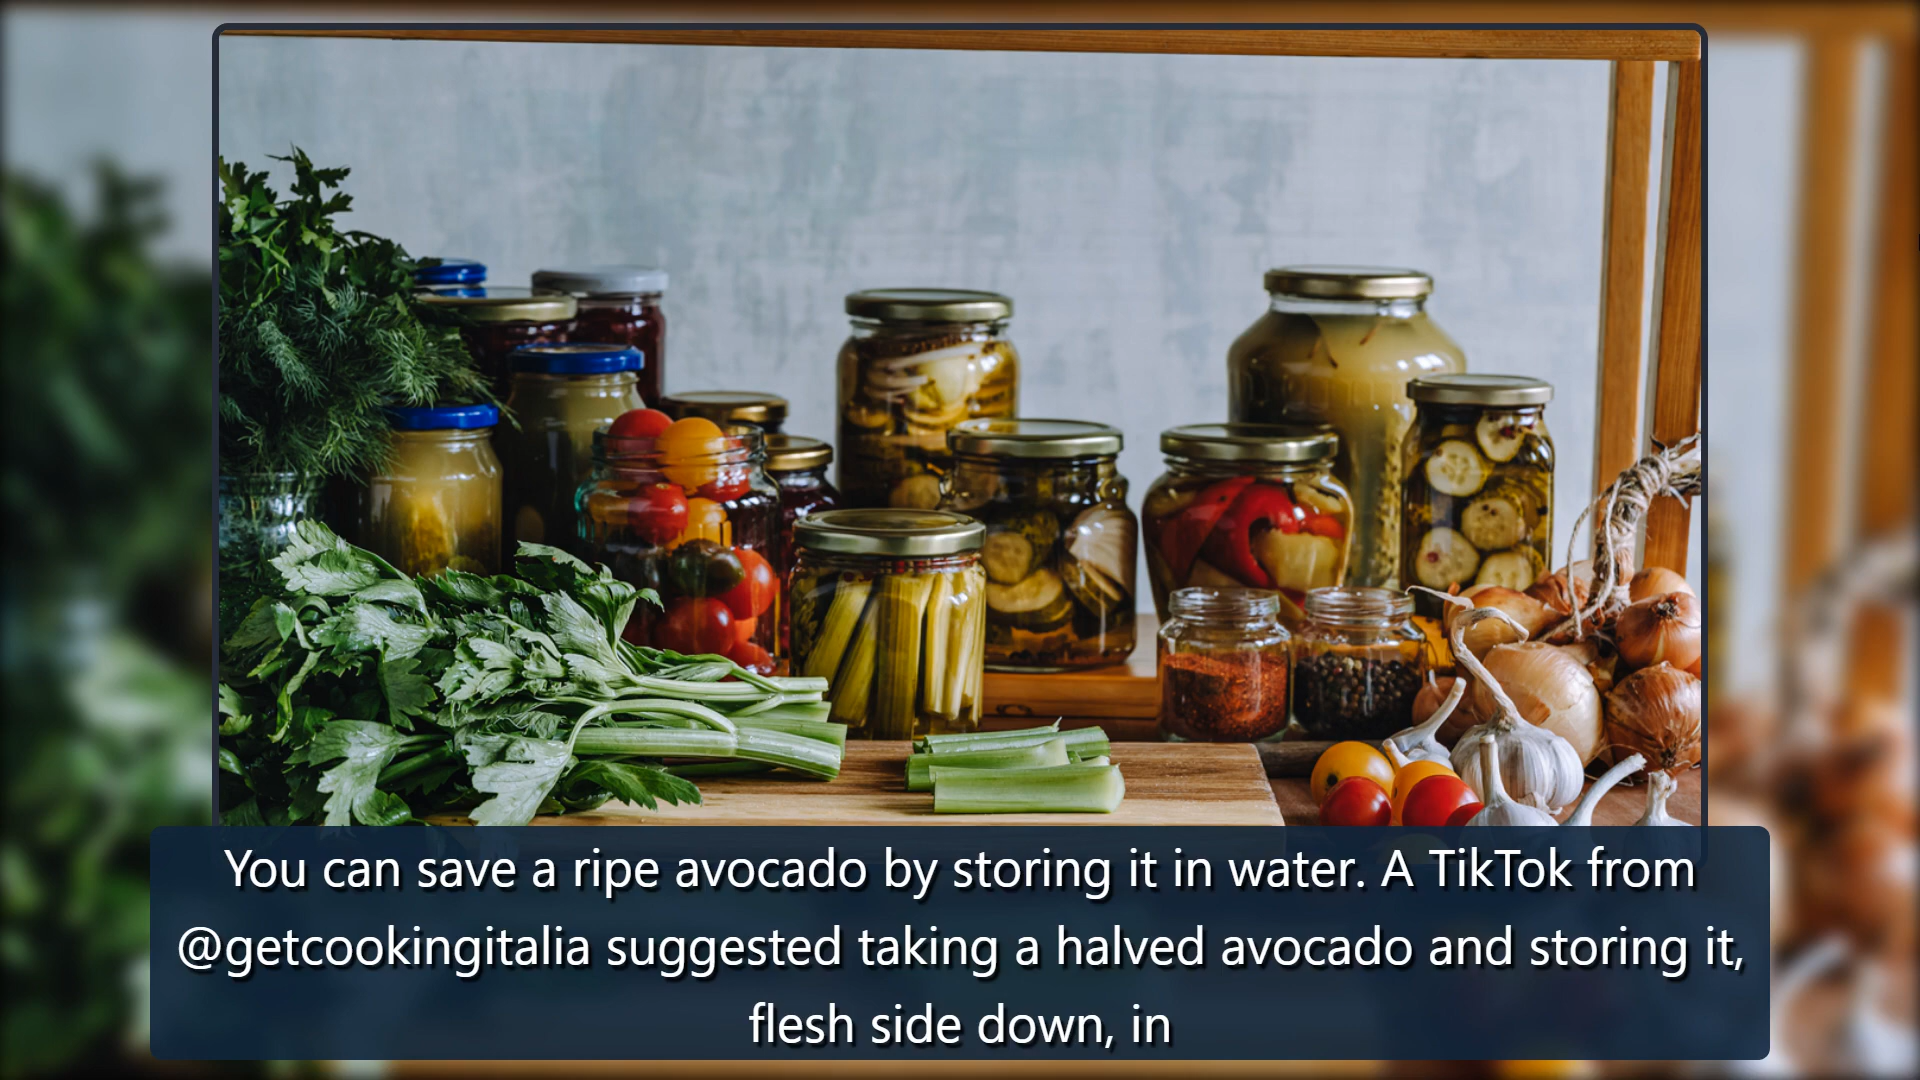 You can save a ripe avocado by storing it in water. A TikTok from
@getcookingitalia suggested taking a halved avocado and storing it,
flesh side down, in